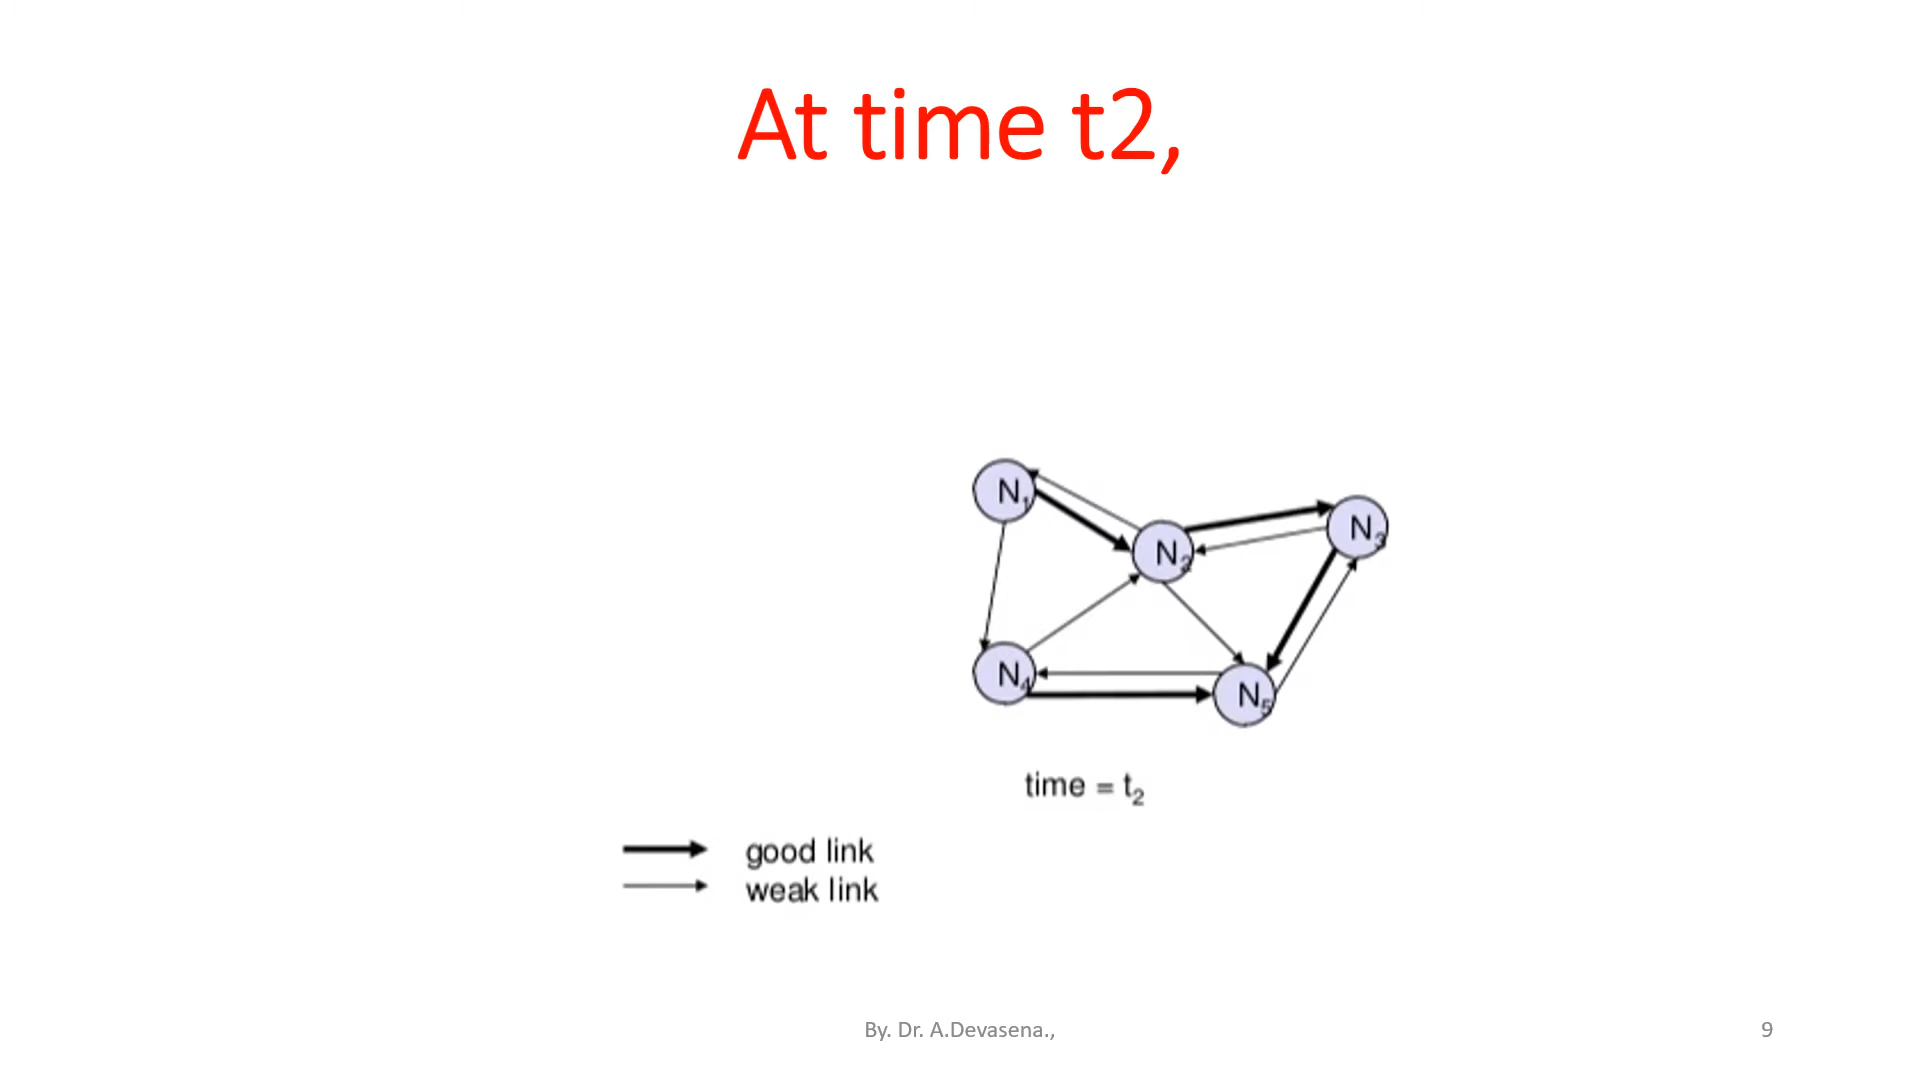 At time t2,
N₁
N₂
N₃
N₄
N₅
time = t₂
good link
weak link
By. Dr. A.Devasena.,
9